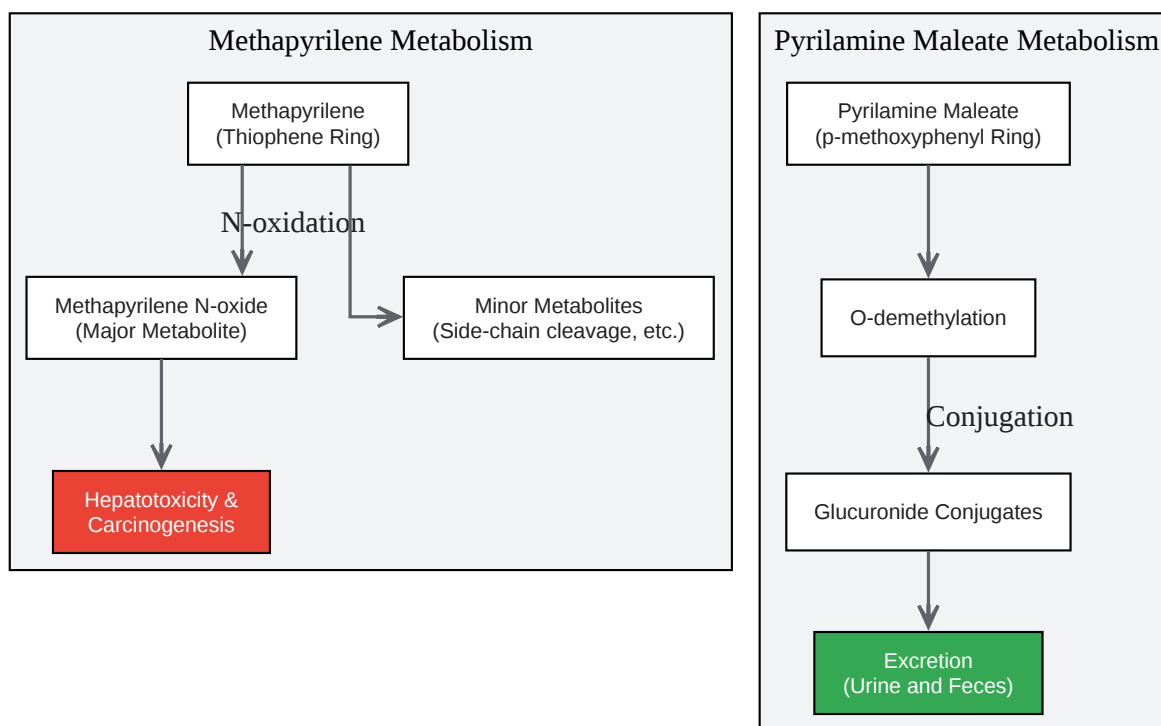 Methapyrilene Metabolism
Methapyrilene
(Thiophene Ring)
N-oxidation
Methapyrilene N-oxide
(Major Metabolite)
Minor Metabolites
(Side-chain cleavage, etc.)
Hepatotoxicity &
Carcinogenesis
Pyrilamine Maleate Metabolism
Pyrilamine Maleate
(p-methoxyphenyl Ring)
O-demethylation
Conjugation
Glucuronide Conjugates
Excretion
(Urine and Feces)